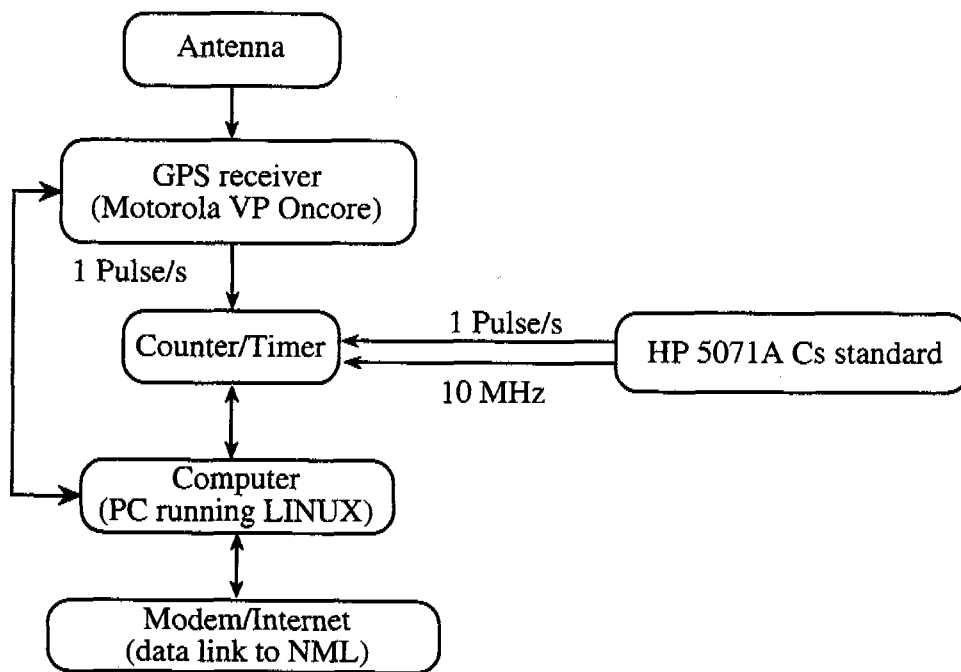 Antenna
GPS receiver
(Motorola VP Oncore)
1 Pulse/s
Counter/Timer
1 Pulse/s
10 MHz
HP 5071A Cs standard
Computer
(PC running LINUX)
Modem/Internet
(data link to NML)